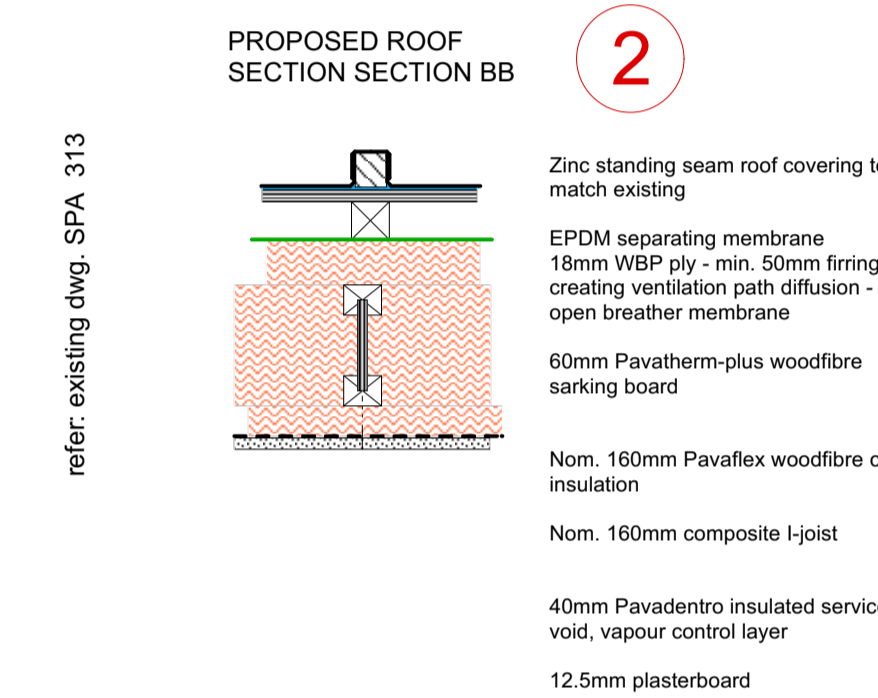 PROPOSED ROOF
SECTION SECTION BB
2
refer: existing dwg. SPA 313
Zinc standing seam roof covering
match existing
EPDM separating membrane
18mm WBP ply - min. 50mm firring
creating ventilation path diffusion -
open breather membrane
60mm Pavatherm-plus woodfibre
sarking board
Nom. 160mm Pavaflex woodfibre
insulation
Nom. 160mm composite I-joist
40mm Pavadentro insulated
void, vapour control layer
12.5mm plasterboard